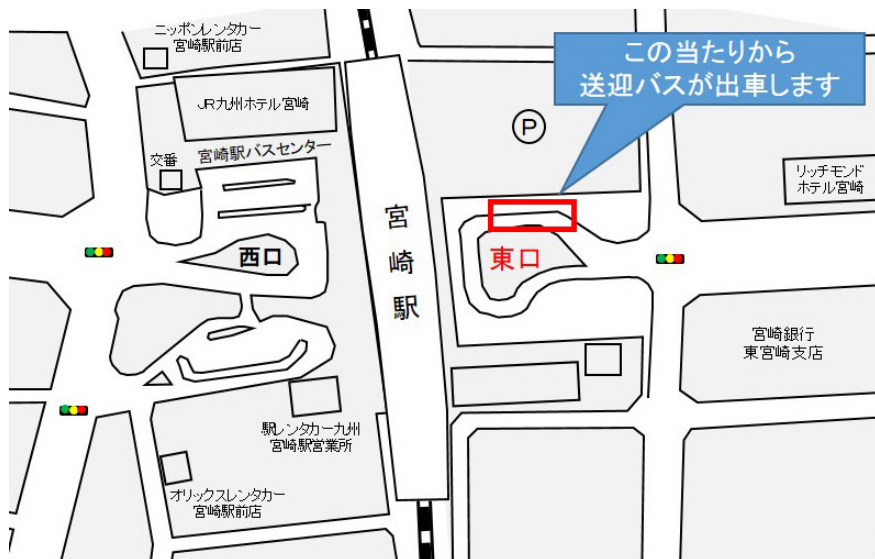 ニッポンレンタカー
宮崎駅前店
この当たりから
送迎バスが出車します
JR九州ホテル宮崎
P
交番
宮崎駅バスセンター
リッチモンド
ホテル宮崎
宮崎駅
西口
東口
宮崎銀行
東宮崎支店
駅レンタカー九州
宮崎駅営業所
オリックスレンタカー
宮崎駅前店